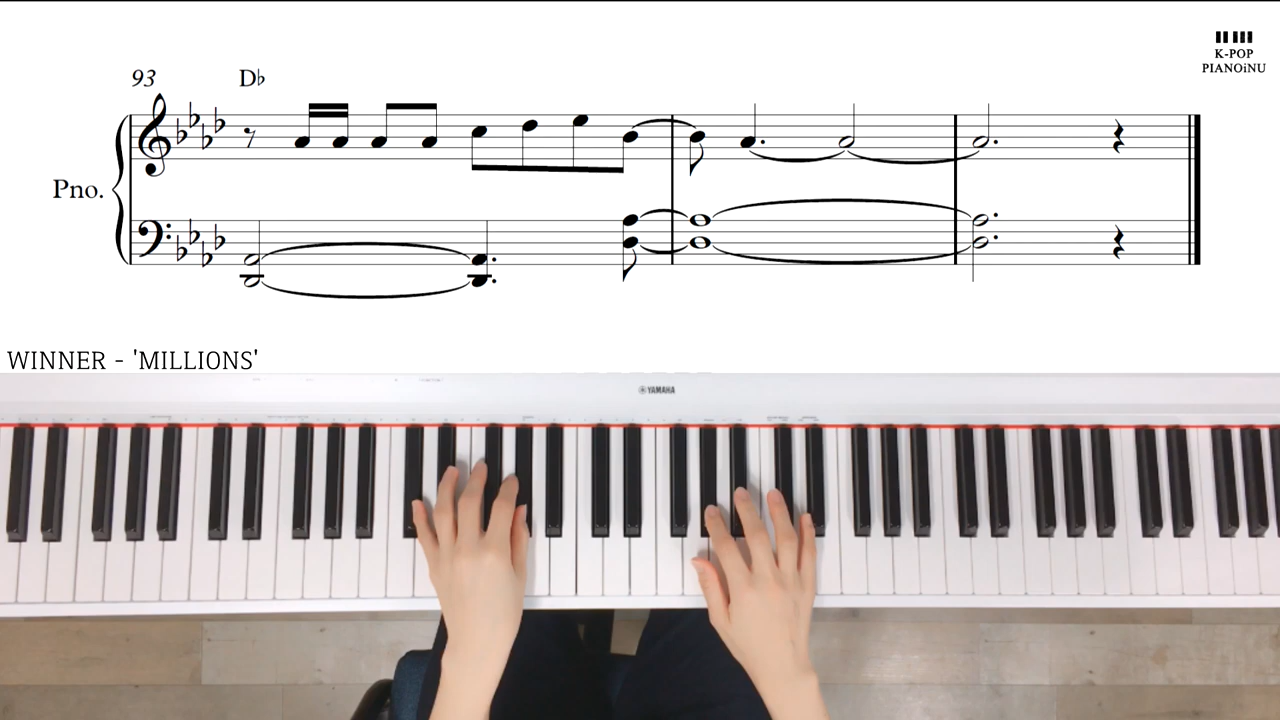 K-POP
PIANOiNU
93
D♭
Pno.
WINNER - 'MILLIONS'
YAMAHA